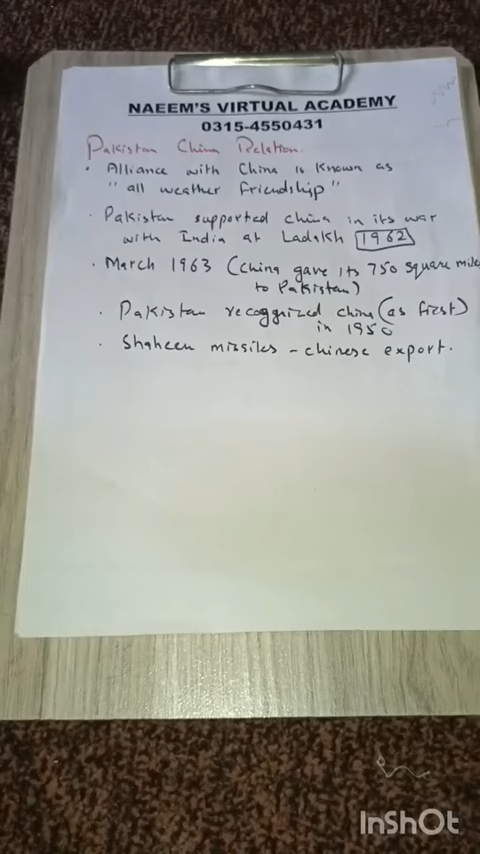 NAEEM'S VIRTUAL ACADEMY
0315-4550431
Pakistan China Relation.
• Alliance with China is known as
"all weather friendship"
• Pakistan supported china in its war
with India at Ladakh 1962
• March 1963 (China gave its 750 square mile
to Pakistan)
• Pakistan recognized china (as first)
in 1950
• Shaheen missiles - chinese export.
InShOt